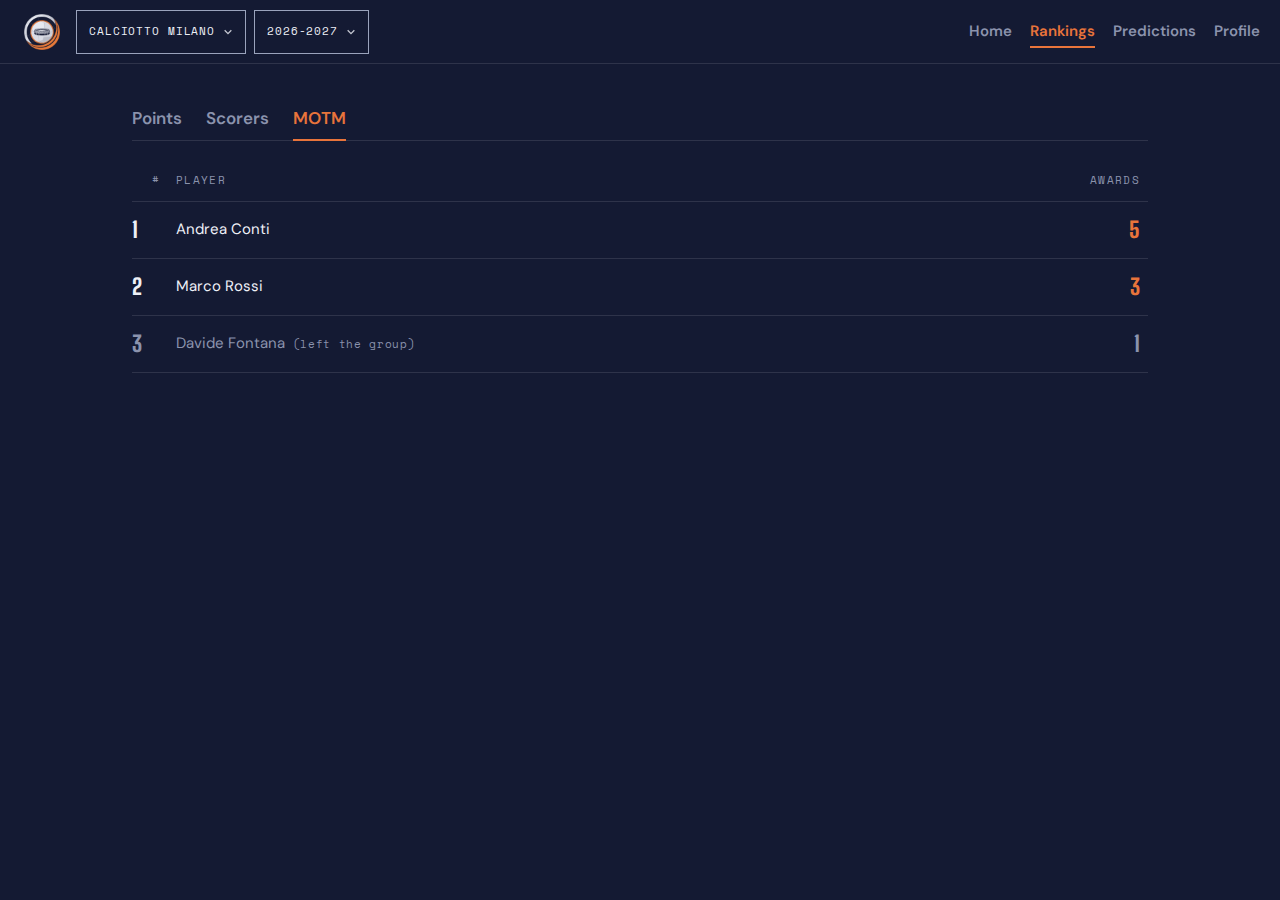 CALCIOTTO MILANO
2026-2027
Home Rankings Predictions Profile
Points Scorers MOTM
# PLAYER AWARDS
1 Andrea Conti 5
2 Marco Rossi 3
3 Davide Fontana (left the group) 1